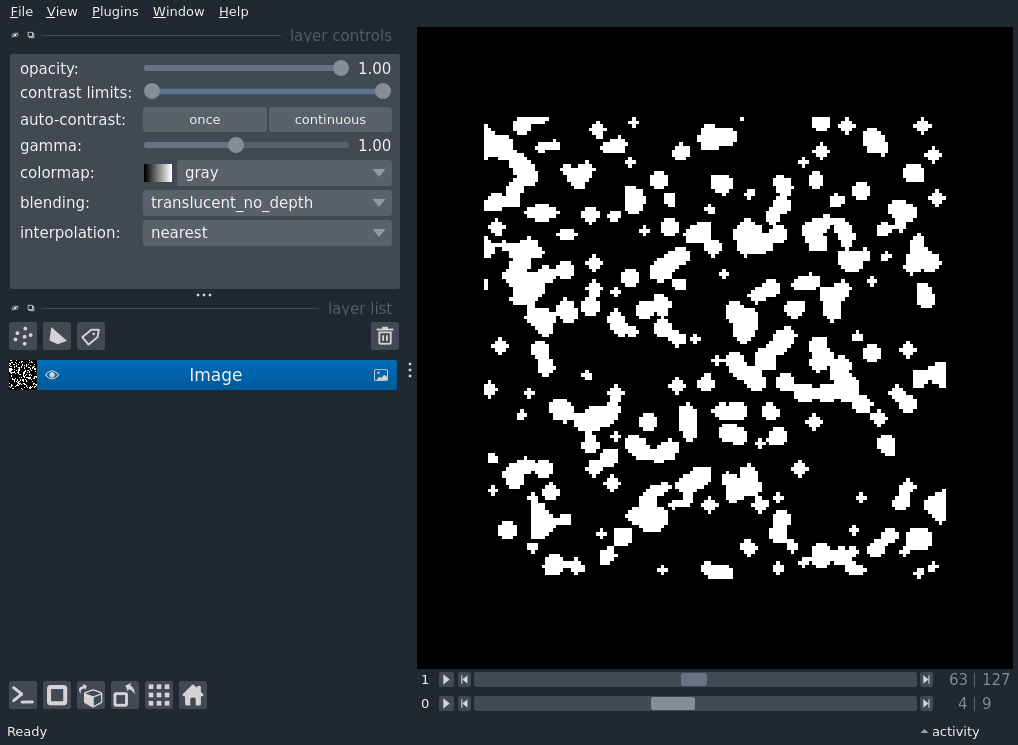 File View Plugins Window Help
layer controls
opacity: 1.00
contrast limits:
auto-contrast: once continuous
gamma: 1.00
colormap: gray
blending: translucent_no_depth
interpolation: nearest
layer list
Image
1 63 | 127
0 4 | 9
Ready activity